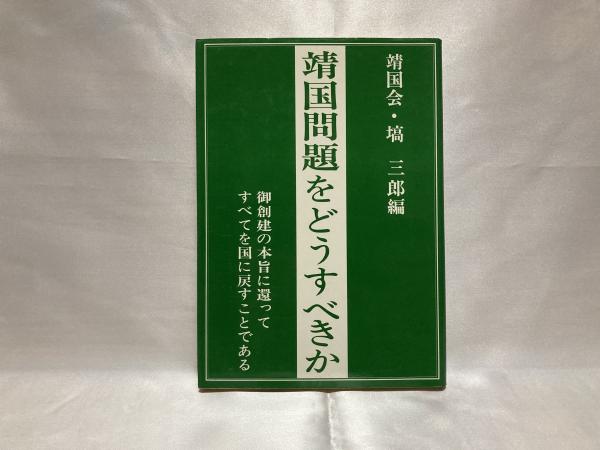 靖国会・塙 三郎編
靖国問題をどうすべきか
御創建の本旨に還って
すべてを国に戻すことである